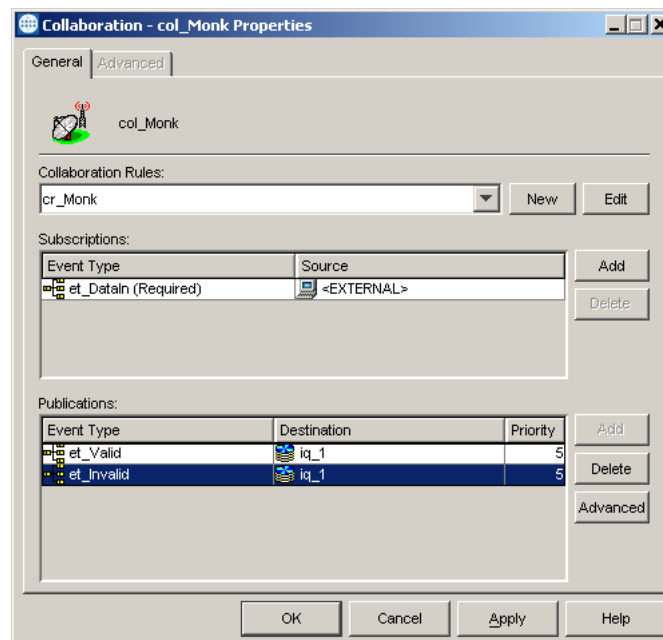 Collaboration - col_Monk Properties
General Advanced
col_Monk
Collaboration Rules:
cr_Monk New Edit
Subscriptions:
Event Type Source Add
et_DataIn (Required) <EXTERNAL>
Delete
Publications:
Event Type Destination Priority Add
et_Valid iq_1 5
et_Invalid iq_1 5 Delete
Advanced
OK Cancel Apply Help